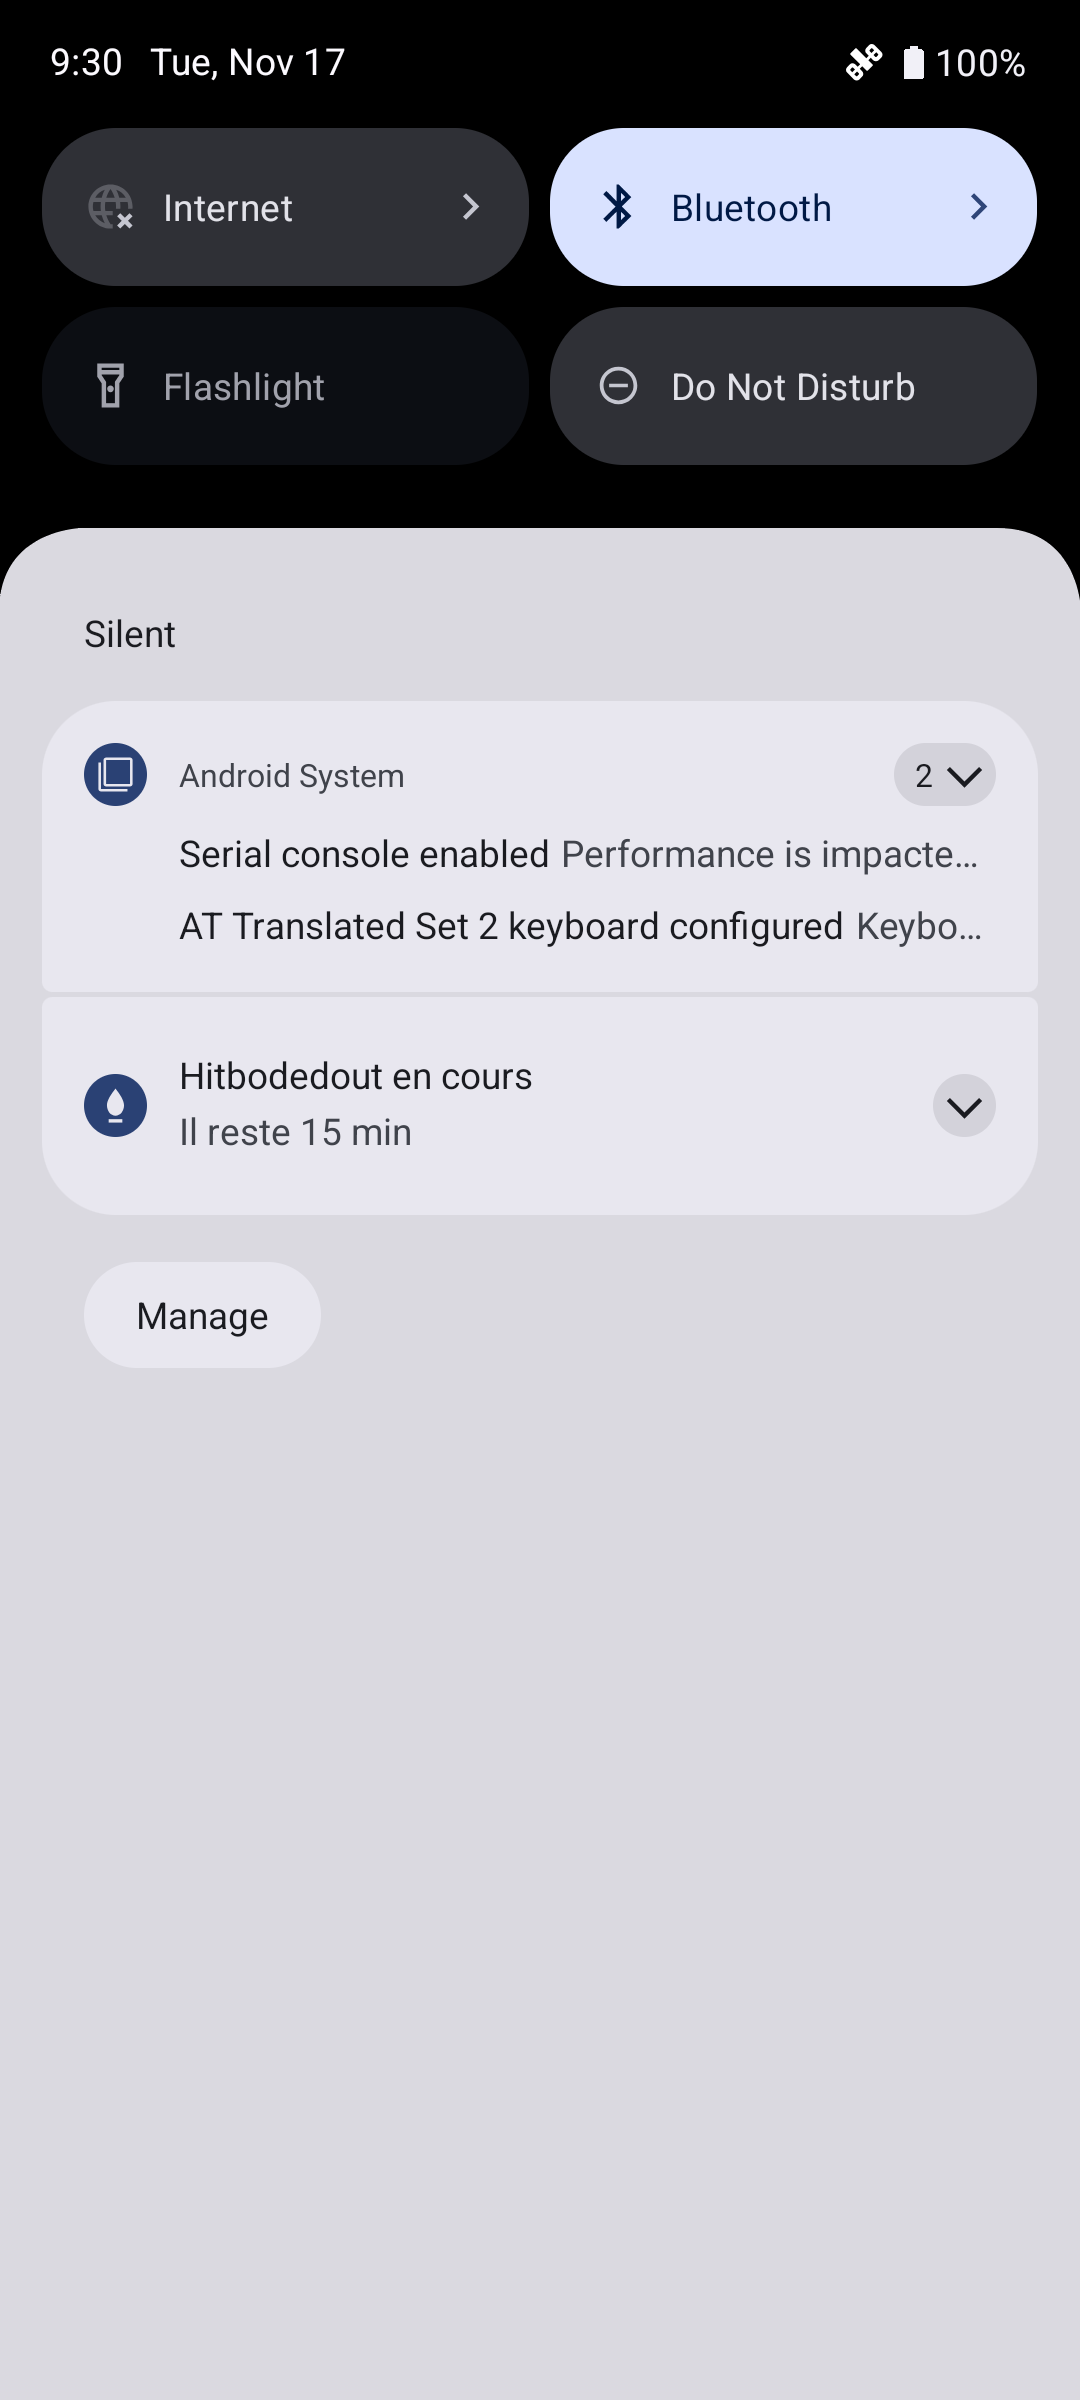 9:30 Tue, Nov 17 100%
Internet
Bluetooth
Flashlight
Do Not Disturb
Silent
Android System 2
Serial console enabled Performance is impacte…
AT Translated Set 2 keyboard configured Keybo…
Hitbodedout en cours
Il reste 15 min
Manage